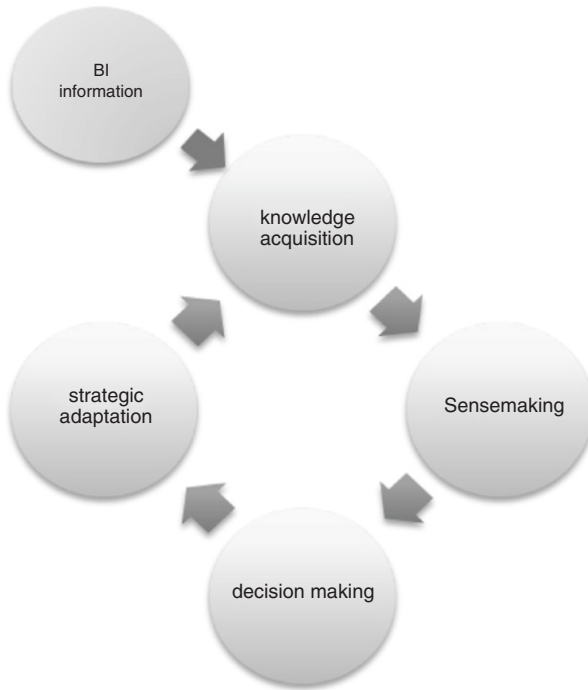 BI
information
knowledge
acquisition
Sensemaking
decision making
strategic
adaptation